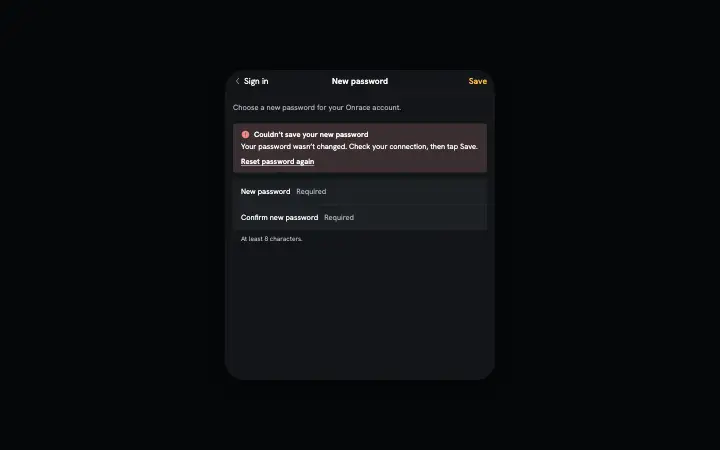 Sign in
New password
Save
Choose a new password for your Onrace account.
Couldn't save your new password
Your password wasn't changed. Check your connection, then tap Save.
Reset password again
New password Required
Confirm new password Required
At least 8 characters.